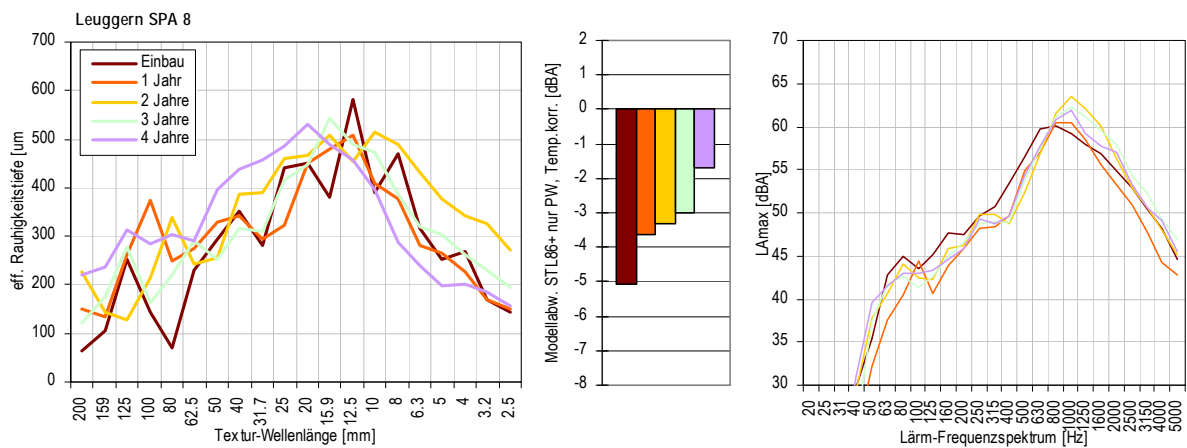 Leuggern SPA 8
eff. Rauhigkeitstiefe [um]
700
600
500
400
300
200
100
0
Einbau
1 Jahr
2 Jahre
3 Jahre
4 Jahre
200 159 126 100 80 62.5 50 40 31.7 25 20 15.9 12.5 10 8 6.3 5 4 3.2 2.5
Textur-Wellenlänge [mm]
Modellabw. STL86+ nur PW, Temp.korr. [dBA]
2
1
0
-1
-2
-3
-4
-5
-6
-7
-8
LAmax [dBA]
70
65
60
55
50
45
40
35
30
20 25 31 40 50 63 80 100 125 160 200 250 315 400 500 630 800 1000 1250 1600 2000 2500 3150 4000 5000
Lärm-Frequenzspektrum [Hz]